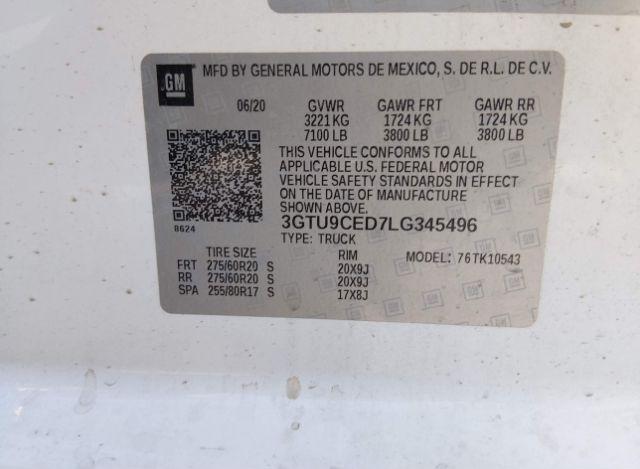 GM MFD BY GENERAL MOTORS DE MEXICO, S. DE R.L. DE C.V.
06/20 GVWR GAWR FRT GAWR RR
3221 KG 1724 KG 1724 KG
7100 LB 3800 LB 3800 LB
THIS VEHICLE CONFORMS TO ALL
APPLICABLE U.S. FEDERAL MOTOR
VEHICLE SAFETY STANDARDS IN EFFECT
ON THE DATE OF MANUFACTURE
SHOWN ABOVE.
8624
3GTU9CED7LG345496
TYPE: TRUCK
TIRE SIZE RIM MODEL: 76TK10543
FRT 275/60R20 S 20X9J
RR 275/60R20 S 20X9J
SPA 255/80R17 S 17X8J